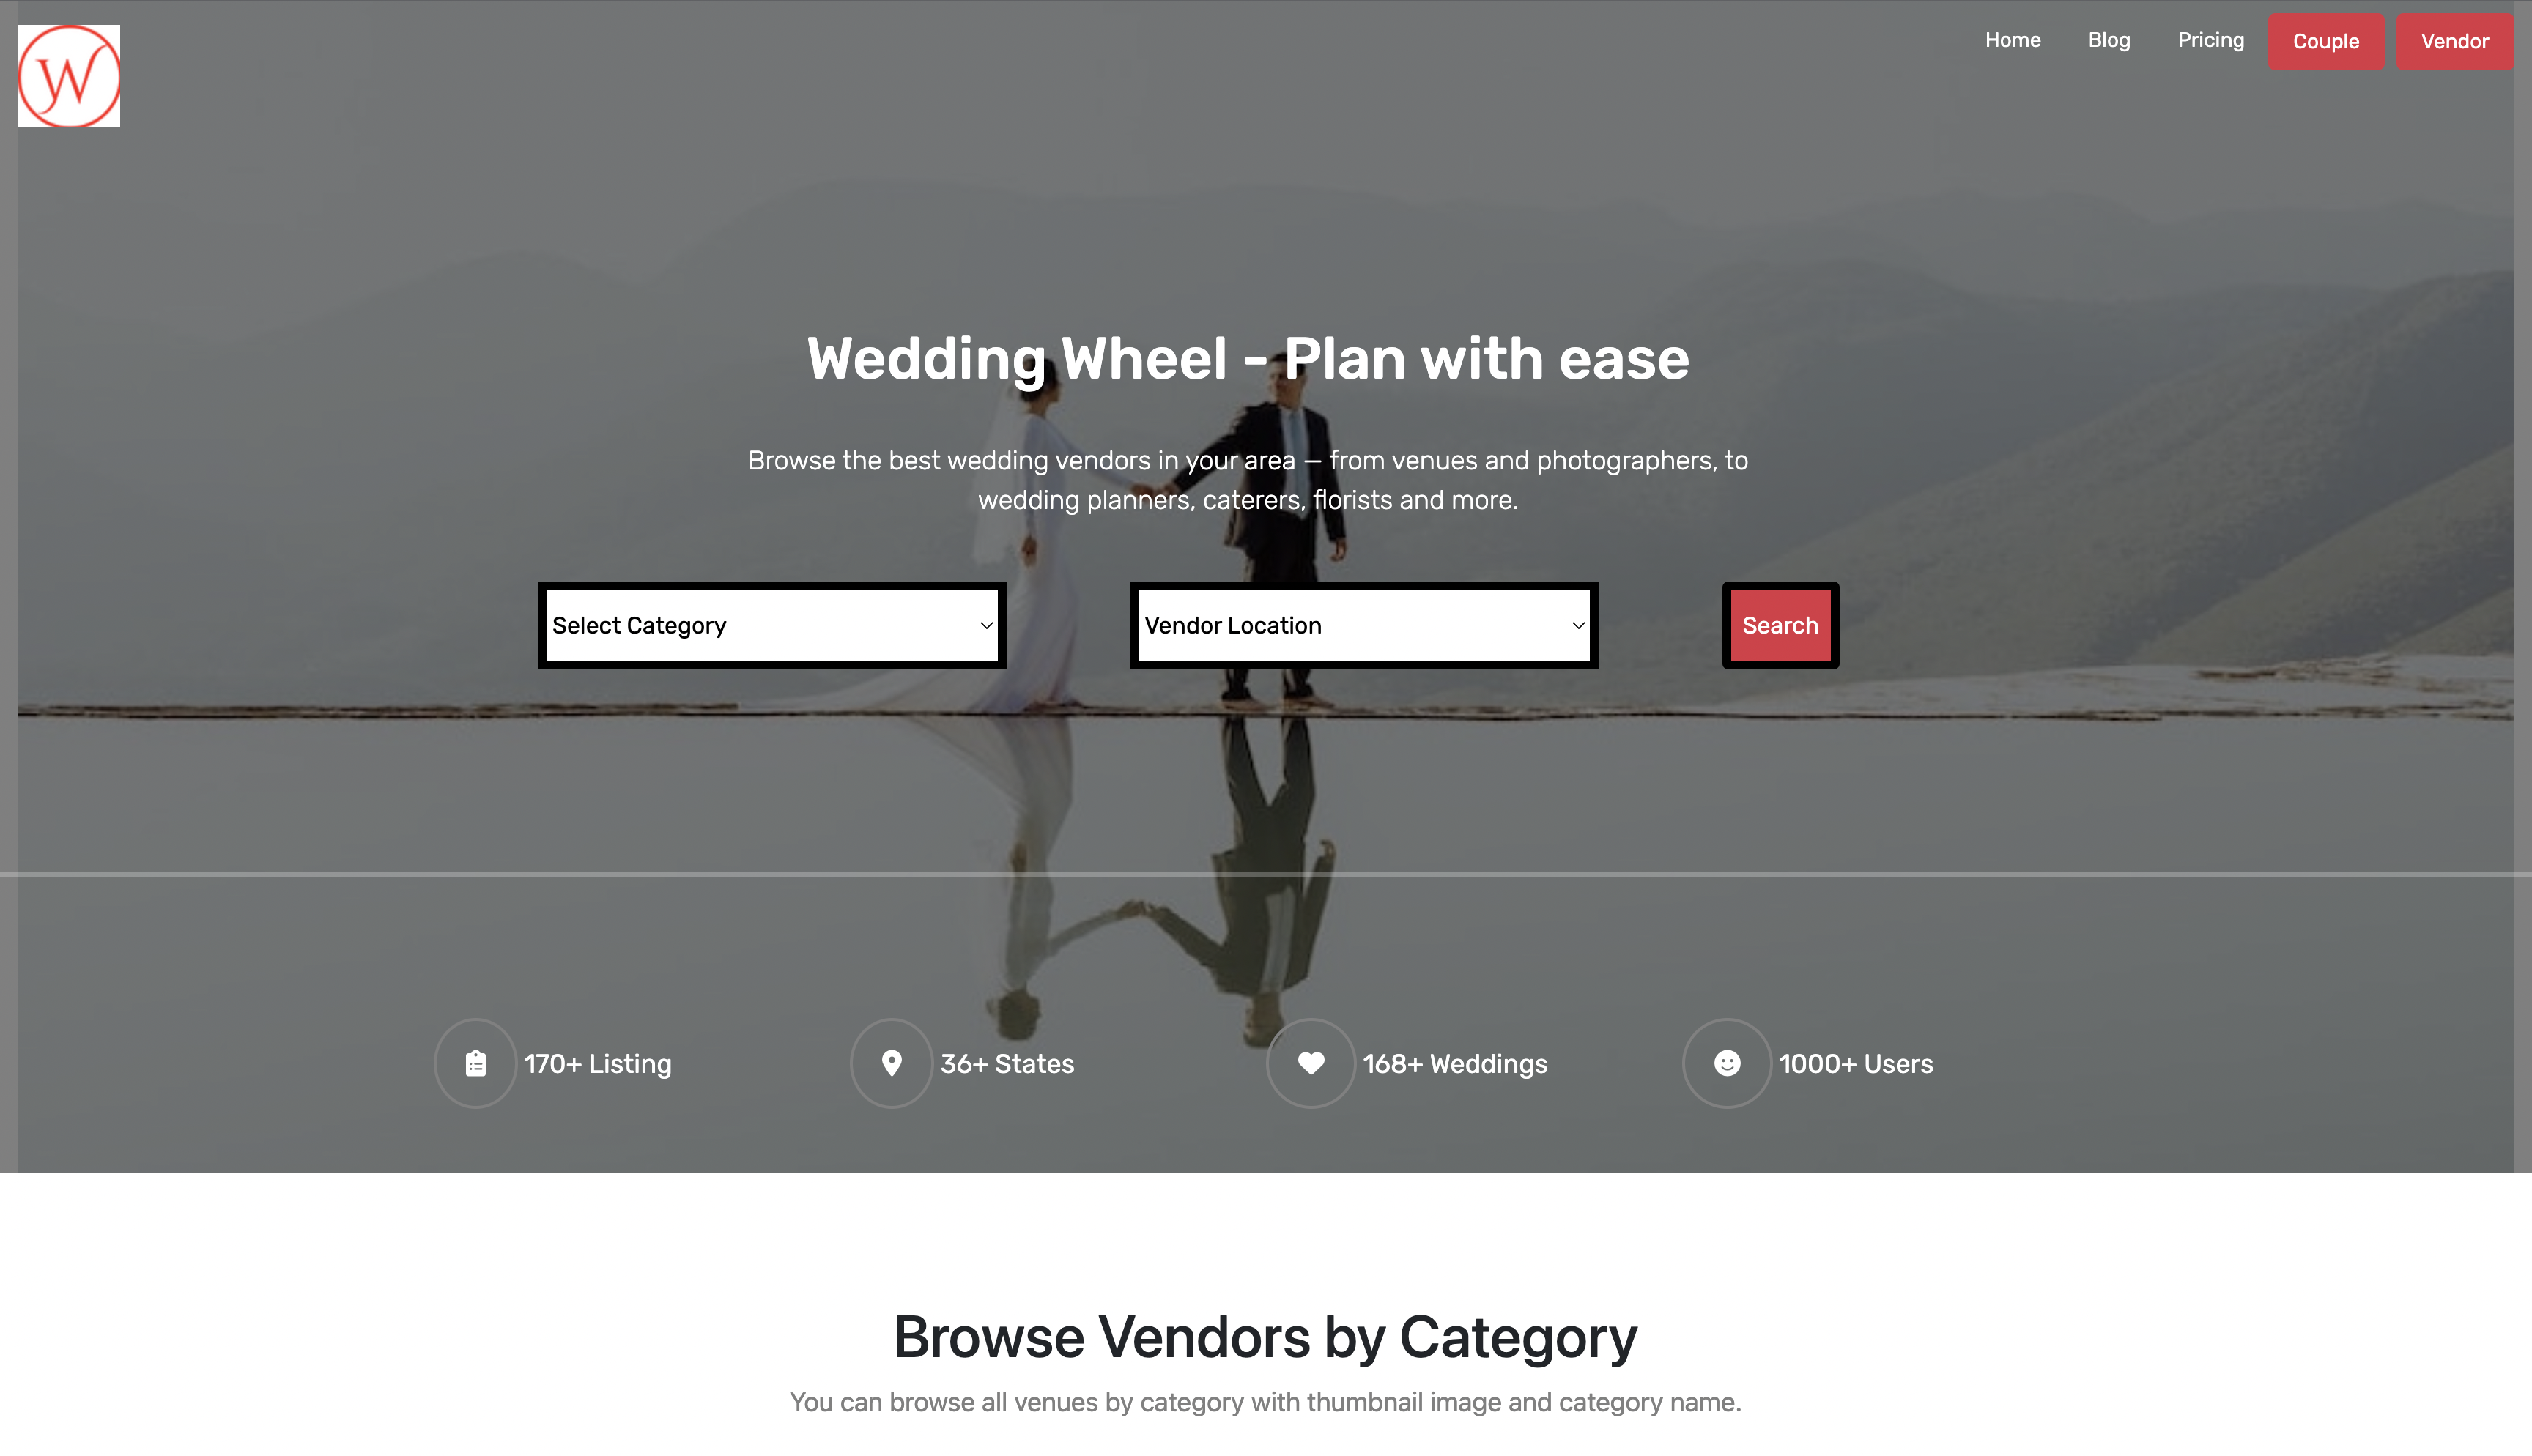 W
Home
Blog
Pricing
Couple
Vendor
Wedding Wheel - Plan with ease
Browse the best wedding vendors in your area — from venues and photographers, to
wedding planners, caterers, florists and more.
Select Category
Vendor Location
Search
170+ Listing
36+ States
168+ Weddings
1000+ Users
Browse Vendors by Category
You can browse all venues by category with thumbnail image and category name.